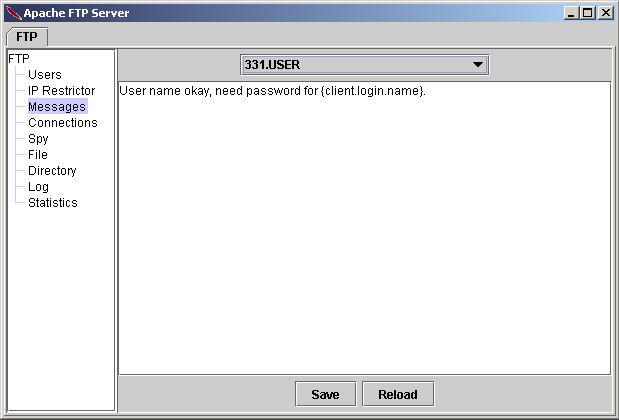 Apache FTP Server
FTP
FTP
Users
IP Restrictor
Messages
Connections
Spy
File
Directory
Log
Statistics
331.USER
User name okay, need password for {client.login.name}.
Save
Reload